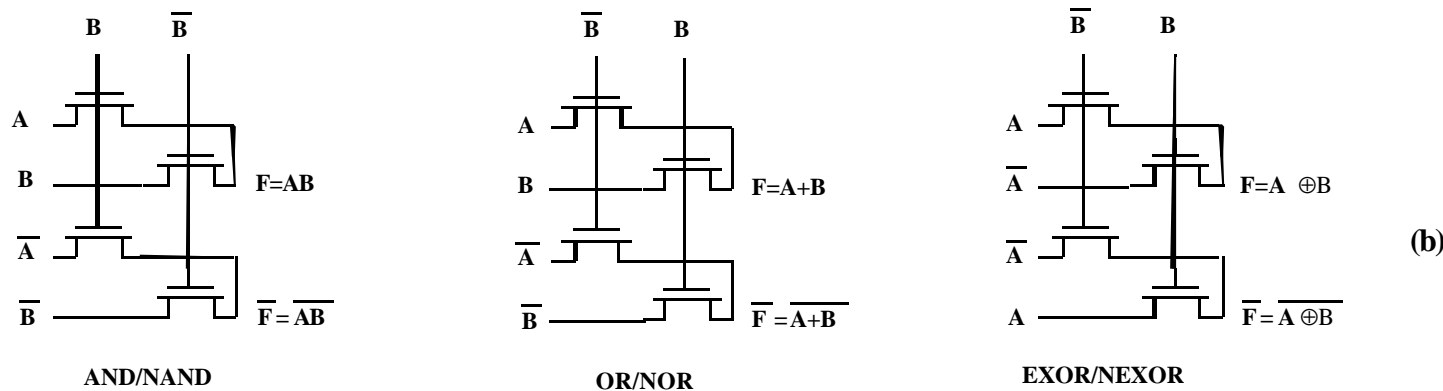 B B̅
A
B F=AB
A̅
B̅ F̅ = A̅B̅
AND/NAND
B̅ B
A
B F=A+B
A̅
B̅ F̅ = A̅+̅B̅
OR/NOR
B̅ B
A
A̅ F=A ⊕B
A̅
A F̅ = A̅ ̅⊕̅B̅
EXOR/NEXOR
(b)